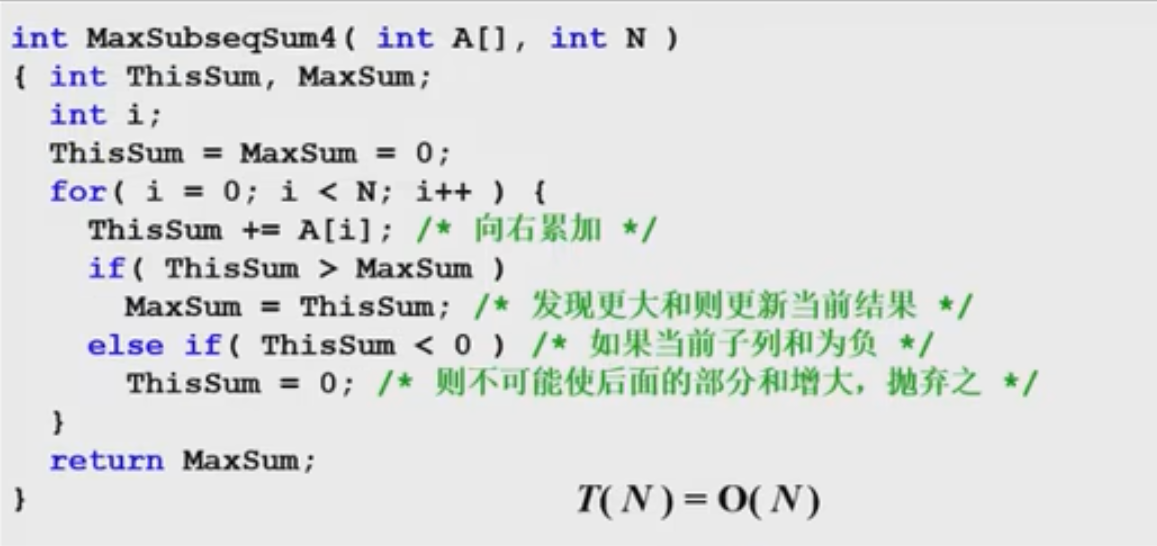 int MaxSubseqSum4( int A[], int N )
{ int ThisSum, MaxSum;
int i;
ThisSum = MaxSum = 0;
for( i = 0; i < N; i++ ) {
ThisSum += A[i]; /* 向右累加 */
if( ThisSum > MaxSum )
MaxSum = ThisSum; /* 发现更大和则更新当前结果 */
else if( ThisSum < 0 ) /* 如果当前子列和为负 */
ThisSum = 0; /* 则不可能使后面的部分和增大，抛弃之 */
}
return MaxSum;
}
T( N ) = O( N )